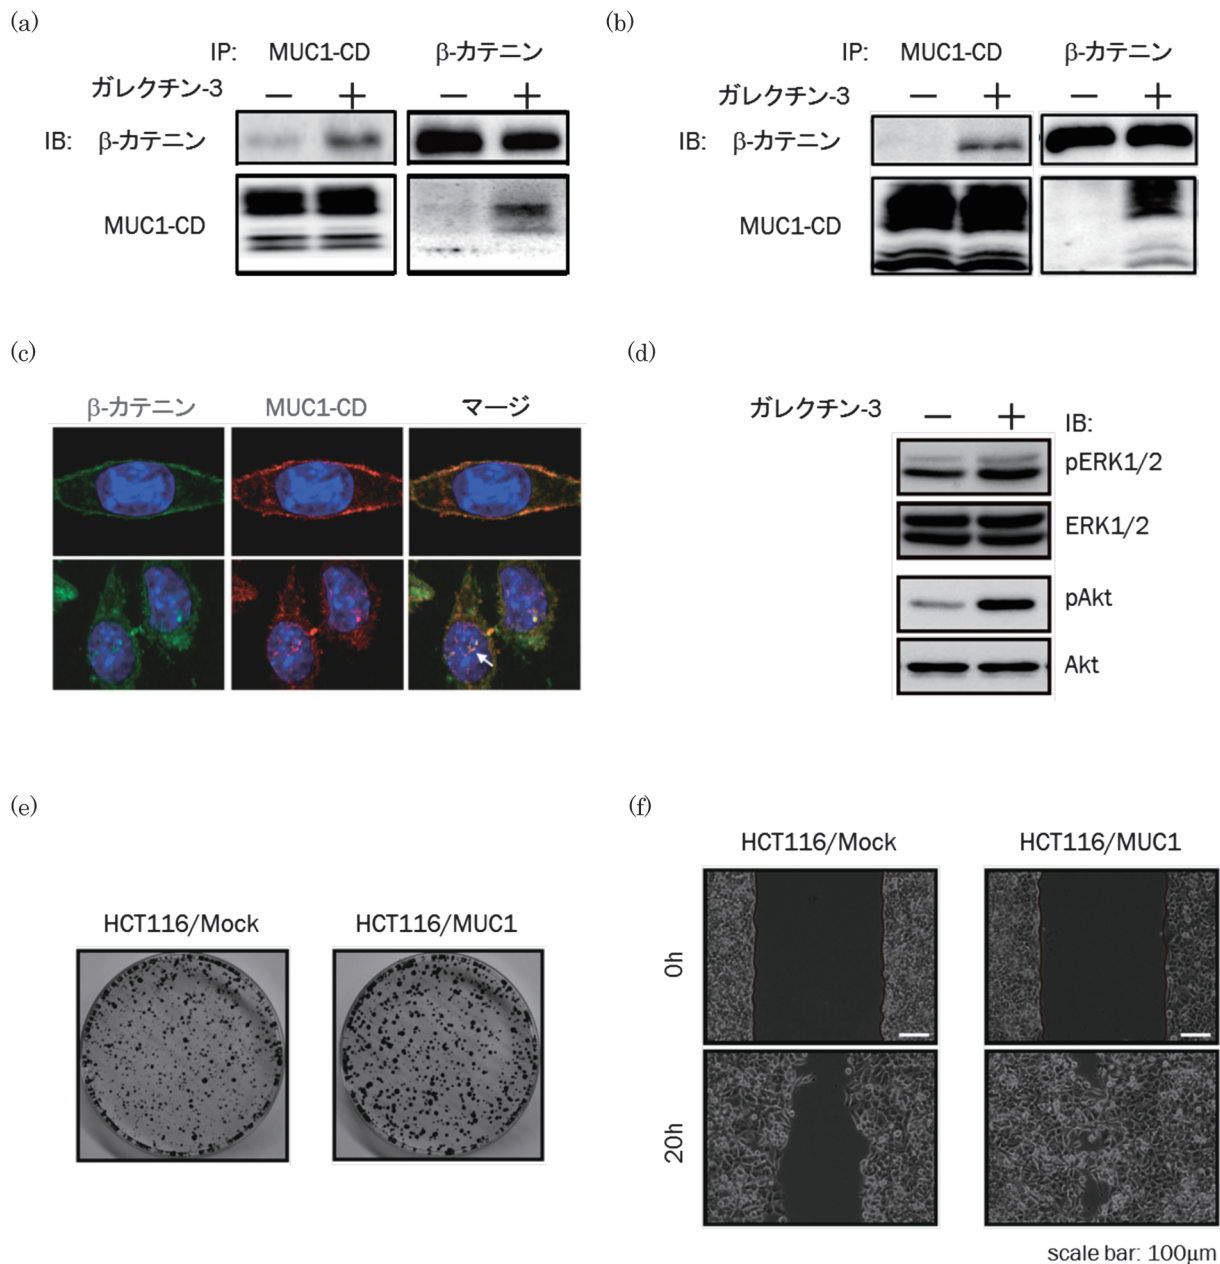 (a)
IP: MUC1-CD β-カテニン
ガレクチン-3 − + − +
IB: β-カテニン
MUC1-CD
(b)
IP: MUC1-CD β-カテニン
ガレクチン-3 − + − +
IB: β-カテニン
MUC1-CD
(c)
β-カテニン MUC1-CD マージ
(d)
ガレクチン-3 − + IB:
pERK1/2
ERK1/2
pAkt
Akt
(e)
HCT116/Mock HCT116/MUC1
(f)
HCT116/Mock HCT116/MUC1
0h
20h
scale bar: 100μm